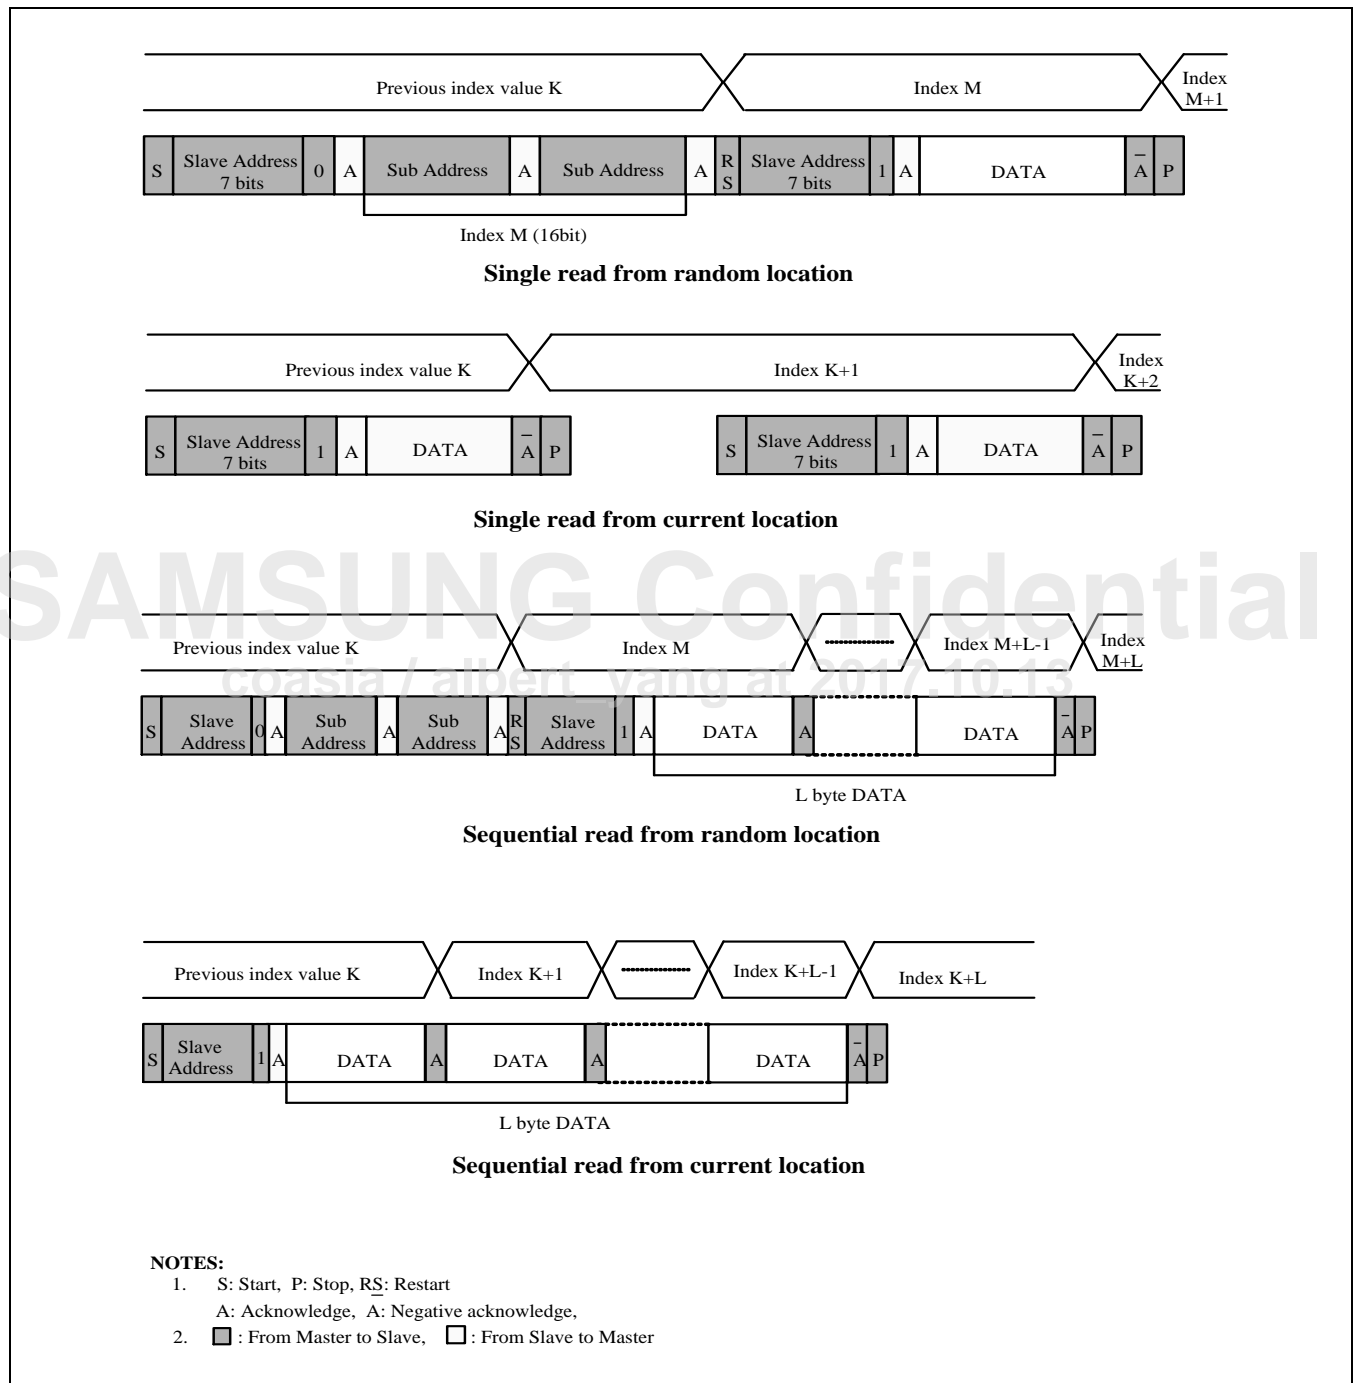 Previous index value K Index M Index M+1
S Slave Address 7 bits 0 A Sub Address A Sub Address A RS Slave Address 7 bits 1 A DATA A̅ P
Index M (16bit)
Single read from random location
Previous index value K Index K+1 Index K+2
S Slave Address 7 bits 1 A DATA A̅ P S Slave Address 7 bits 1 A DATA A̅ P
Single read from current location
SAMSUNG Confidential
Previous index value K Index M Index M+L-1 Index M+L
coasia / albert_yang at 2017.10.13
S Slave Address 0 A Sub Address A Sub Address A RS Slave Address 1 A DATA A DATA A̅ P
L byte DATA
Sequential read from random location
Previous index value K Index K+1 Index K+L-1 Index K+L
S Slave Address 1 A DATA A DATA A DATA A̅ P
L byte DATA
Sequential read from current location
NOTES:
1. S: Start, P: Stop, RS: Restart
A: Acknowledge, A̅: Negative acknowledge,
2. : From Master to Slave, : From Slave to Master